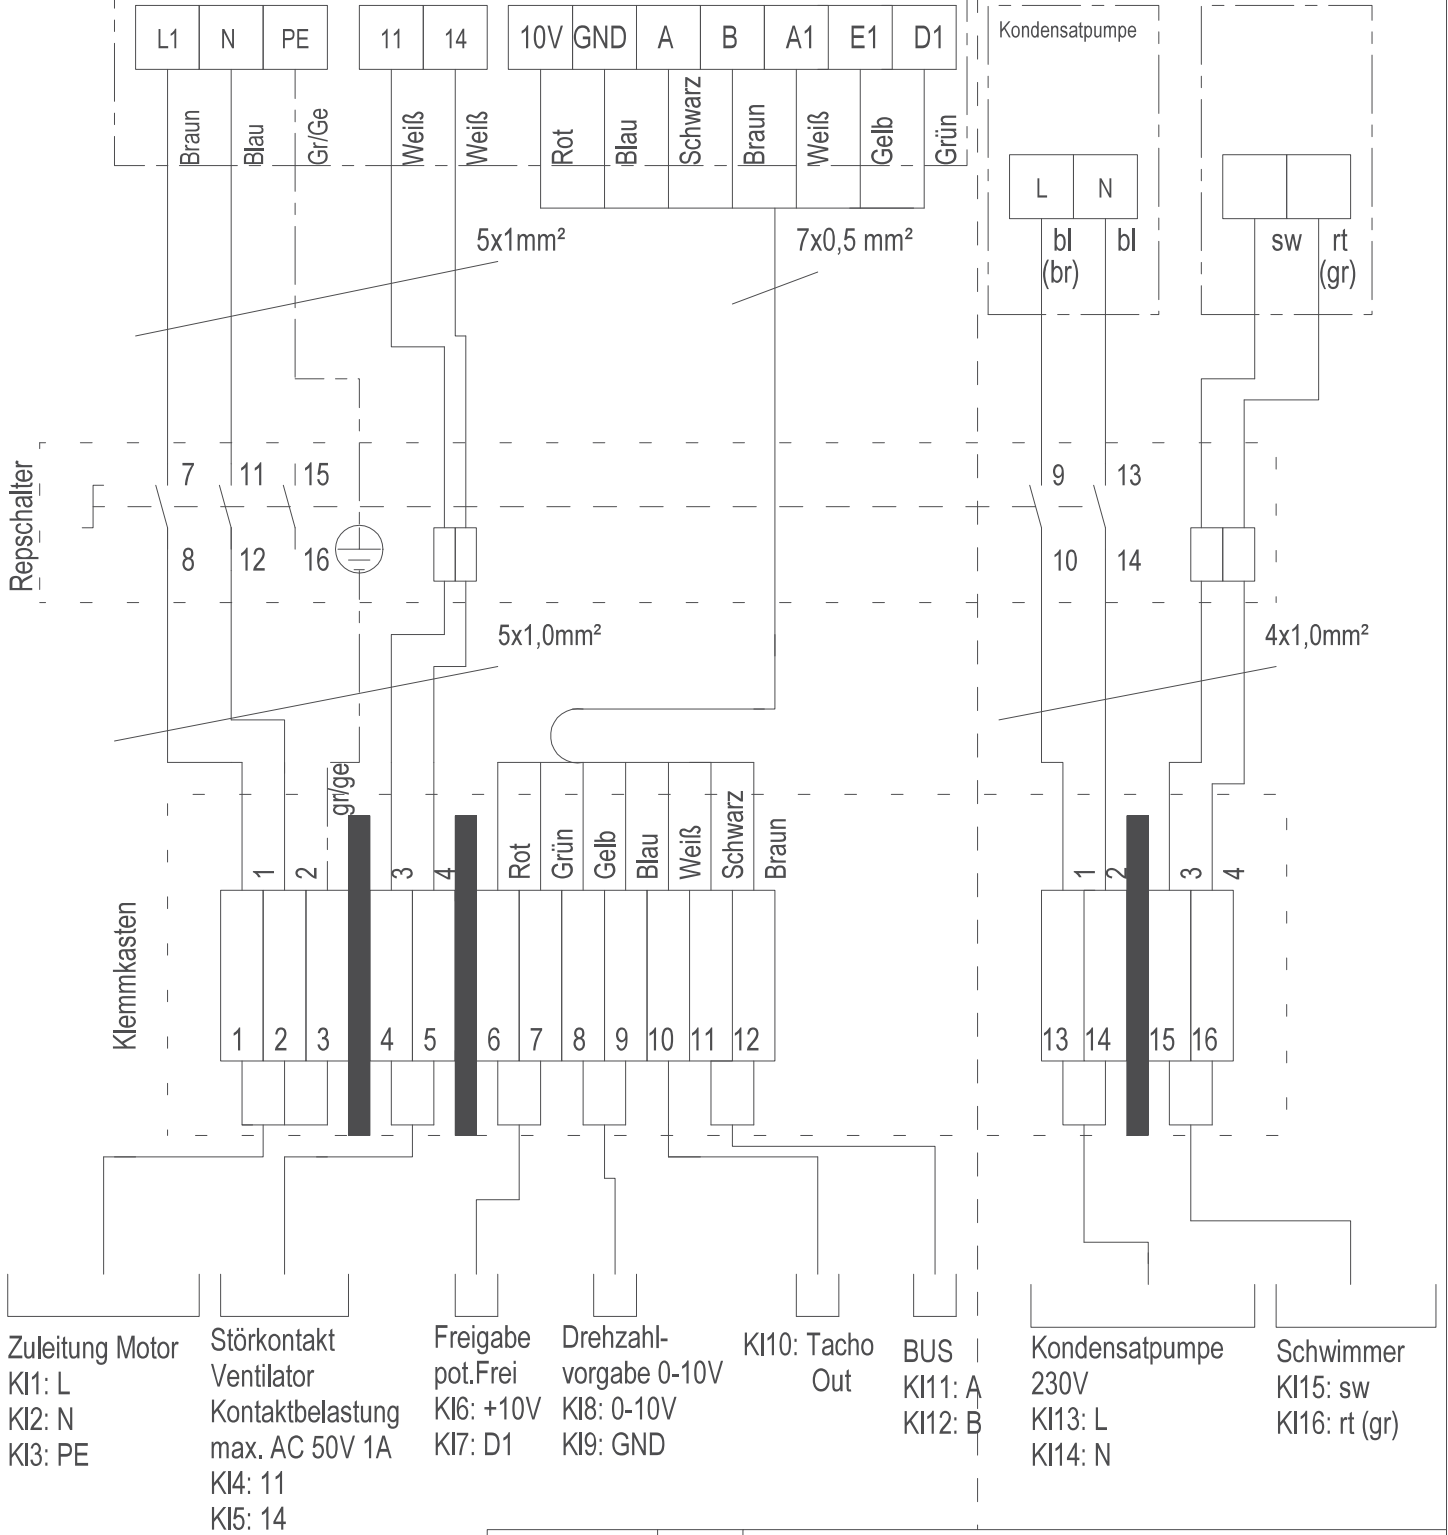 L1 N PE 11 14 10V GND A B A1 E1 D1
Kondensatpumpe
Braun
Blau
Gr/Ge
Weiß
Weiß
Rot
Blau
Schwarz
Braun
Weiß
Gelb
Grün
L N
bl
(br)
bl
sw
rt
(gr)
5x1mm²
7x0,5 mm²
Repschalter
7 11 15 9 13
8 12 16 10 14
5x1,0mm²
4x1,0mm²
gr/ge
Rot
Grün
Gelb
Blau
Weiß
Schwarz
Braun
1 2 3 4 1 2 3 4
Klemmkasten
1 2 3 4 5 6 7 8 9 10 11 12 13 14 15 16
Zuleitung Motor
Kl1: L
Kl2: N
Kl3: PE
Störkontakt
Ventilator
Kontaktbelastung
max. AC 50V 1A
Kl4: 11
Kl5: 14
Freigabe
pot.Frei
Kl6: +10V
Kl7: D1
Drehzahl-
vorgabe 0-10V
Kl8: 0-10V
Kl9: GND
Kl10: Tacho
Out
BUS
Kl11: A
Kl12: B
Kondensatpumpe
230V
Kl13: L
Kl14: N
Schwimmer
Kl15: sw
Kl16: rt (gr)